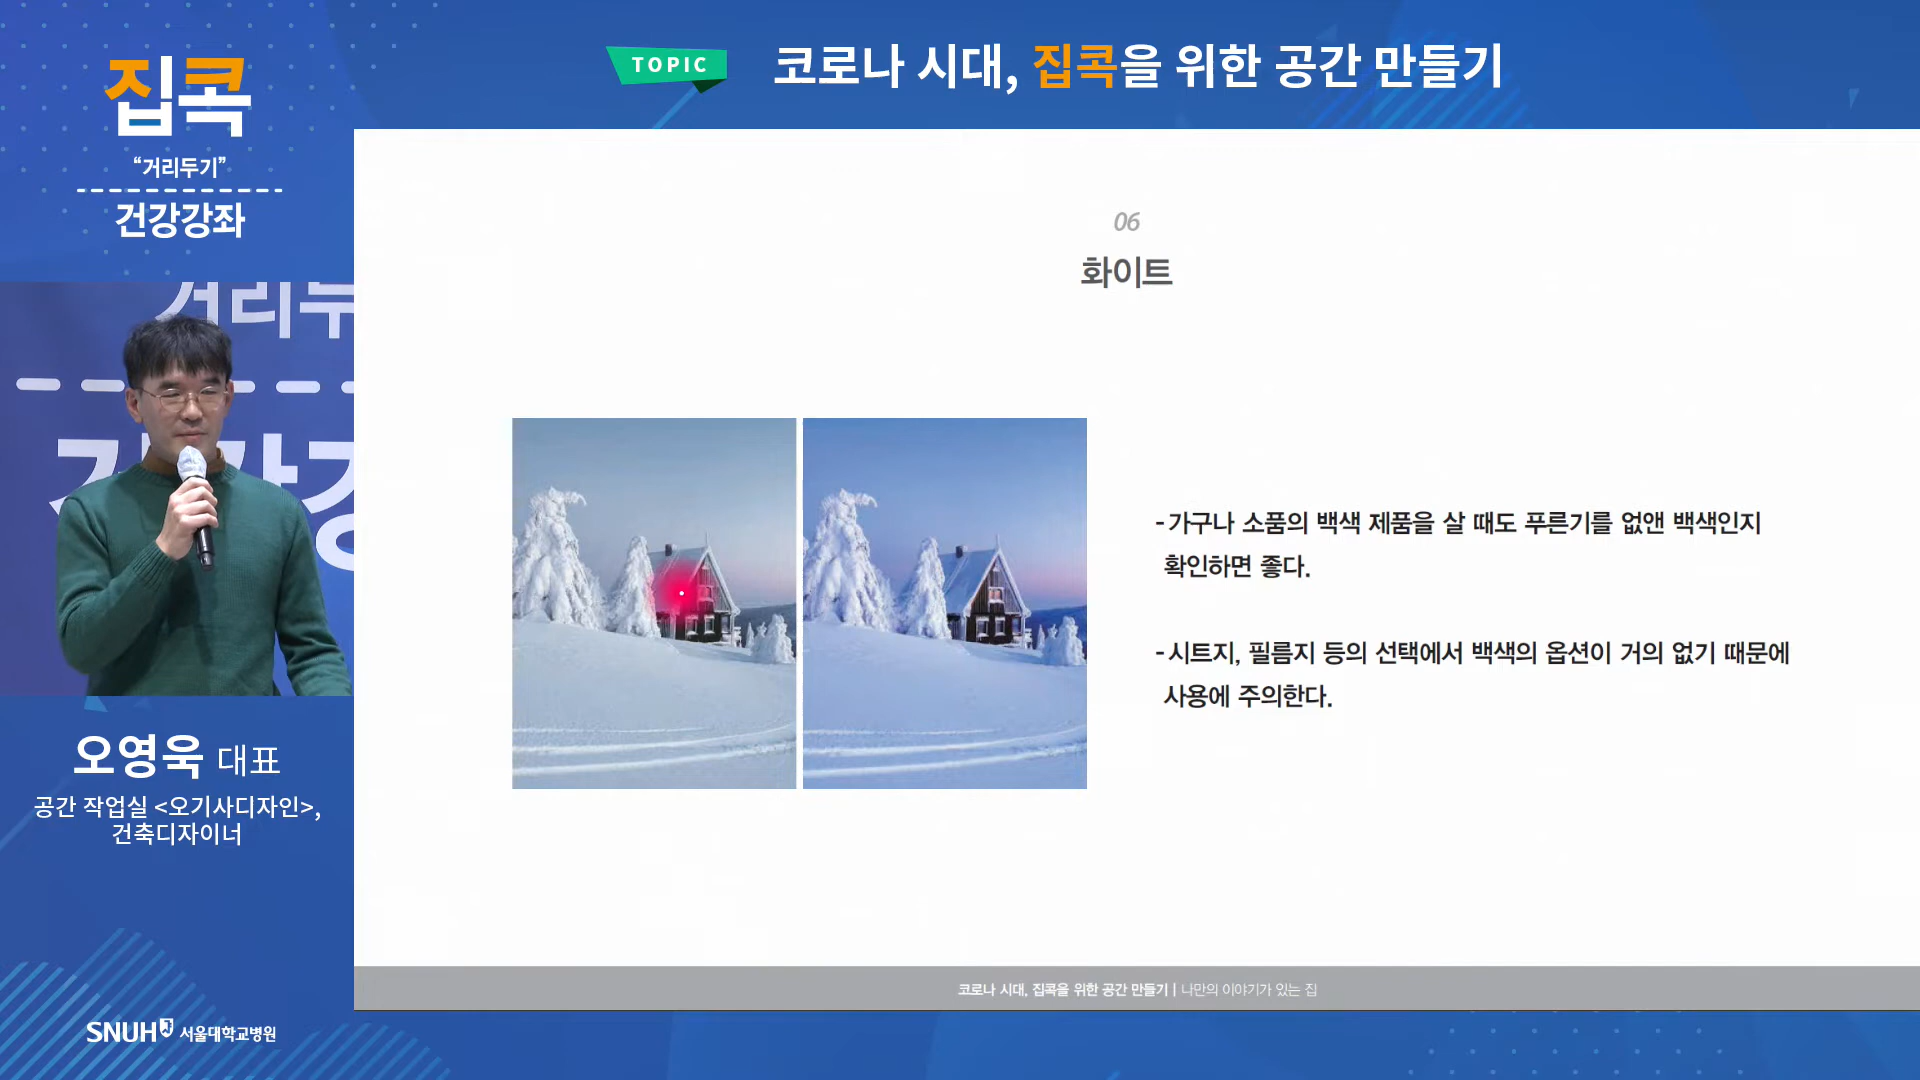 집콕
“거리두기”
건강강좌
TOPIC
코로나 시대, 집콕을 위한 공간 만들기
거리두
06
화이트
- 가구나 소품의 백색 제품을 살 때도 푸른기를 없앤 백색인지
확인하면 좋다.
- 시트지, 필름지 등의 선택에서 백색의 옵션이 거의 없기 때문에
사용에 주의한다.
오영욱 대표
공간 작업실 <오기사디자인>,
건축디자이너
코로나 시대, 집콕을 위한 공간 만들기 | 나만의 이야기가 있는 집
SNUH 서울대학교병원